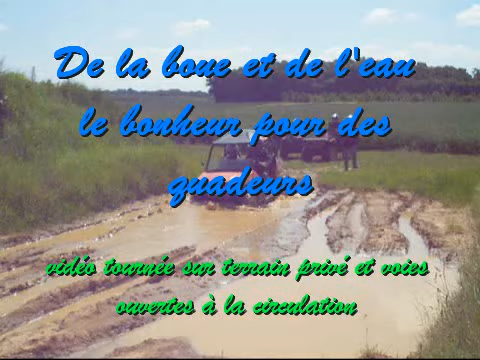 De la boue et de l'eau
le bonheur pour des
quadeurs
vidéo tournée sur terrain privé et voies
ouvertes à la circulation